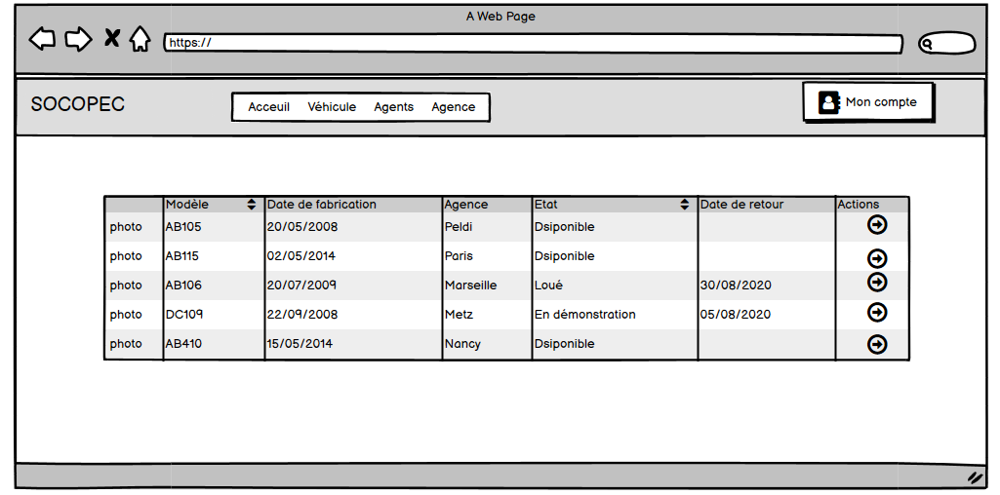 A Web Page
https://
SOCOPEC
Acceuil Véhicule Agents Agence
Mon compte
Modèle Date de fabrication Agence Etat Date de retour Actions
photo AB105 20/05/2008 Peldi Dsiponible
photo AB115 02/05/2014 Paris Dsiponible
photo AB106 20/07/2009 Marseille Loué 30/08/2020
photo DC109 22/09/2008 Metz En démonstration 05/08/2020
photo AB410 15/05/2014 Nancy Dsiponible